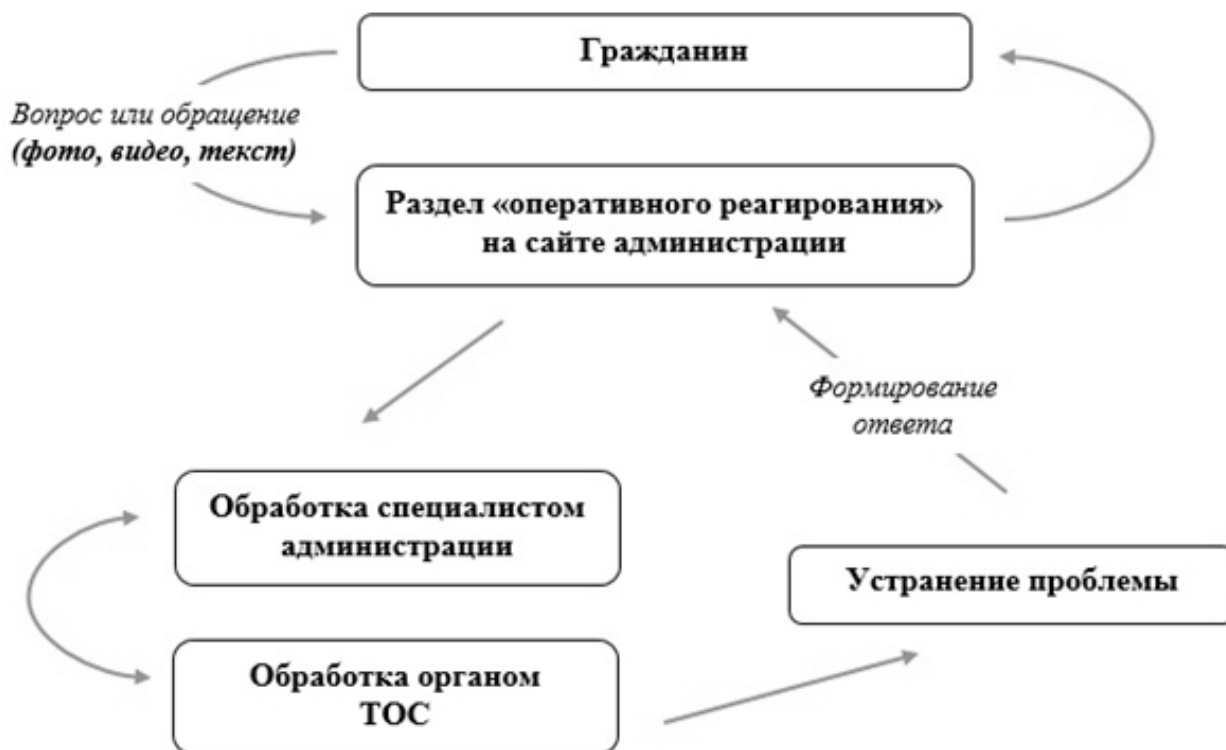 Гражданин
Вопрос или обращение
(фото, видео, текст)
Раздел «оперативного реагирования»
на сайте администрации
Формирование
ответа
Обработка специалистом
администрации
Устранение проблемы
Обработка органом
ТОС